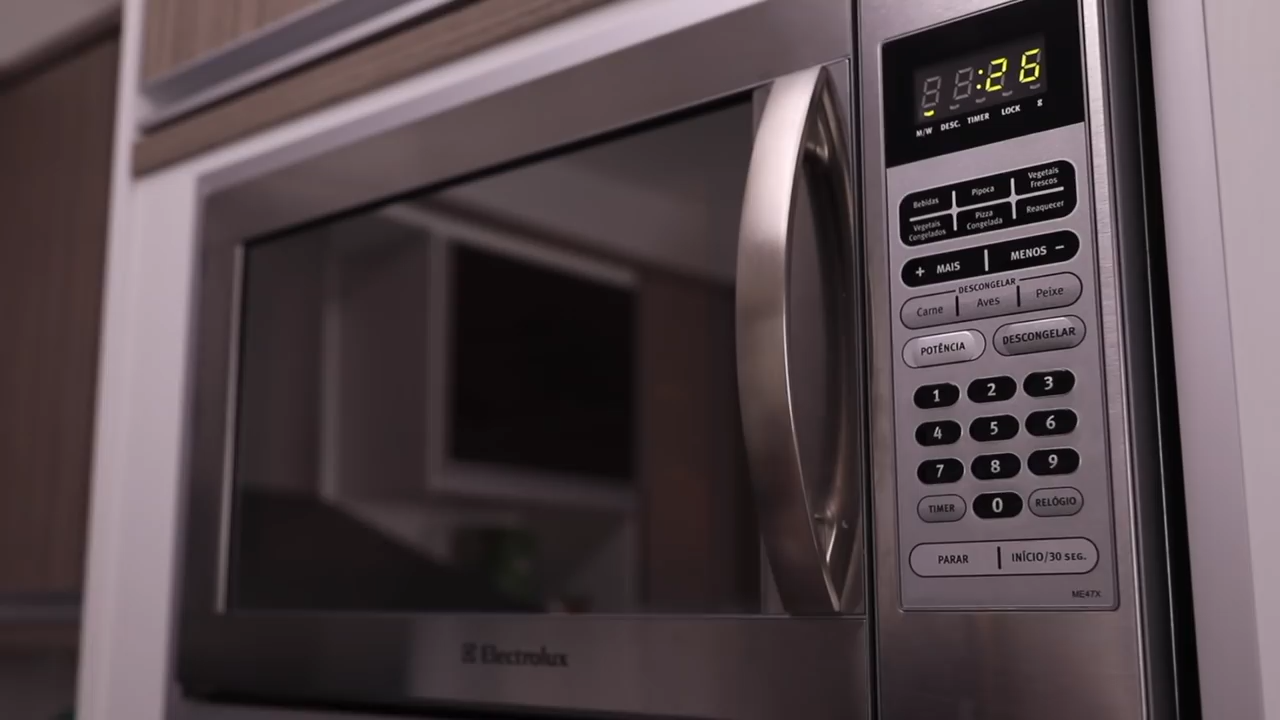 :26
M/W DESC. TIMER LOCK g
Bebidas Pipoca Vegetais Frescos
Vegetais Congelados Pizza Congelada Reaquecer
+ MAIS MENOS −
DESCONGELAR
Carne Aves Peixe
POTÊNCIA DESCONGELAR
1 2 3
4 5 6
7 8 9
TIMER 0 RELÓGIO
PARAR INÍCIO/30 SEG.
ME47X
Electrolux